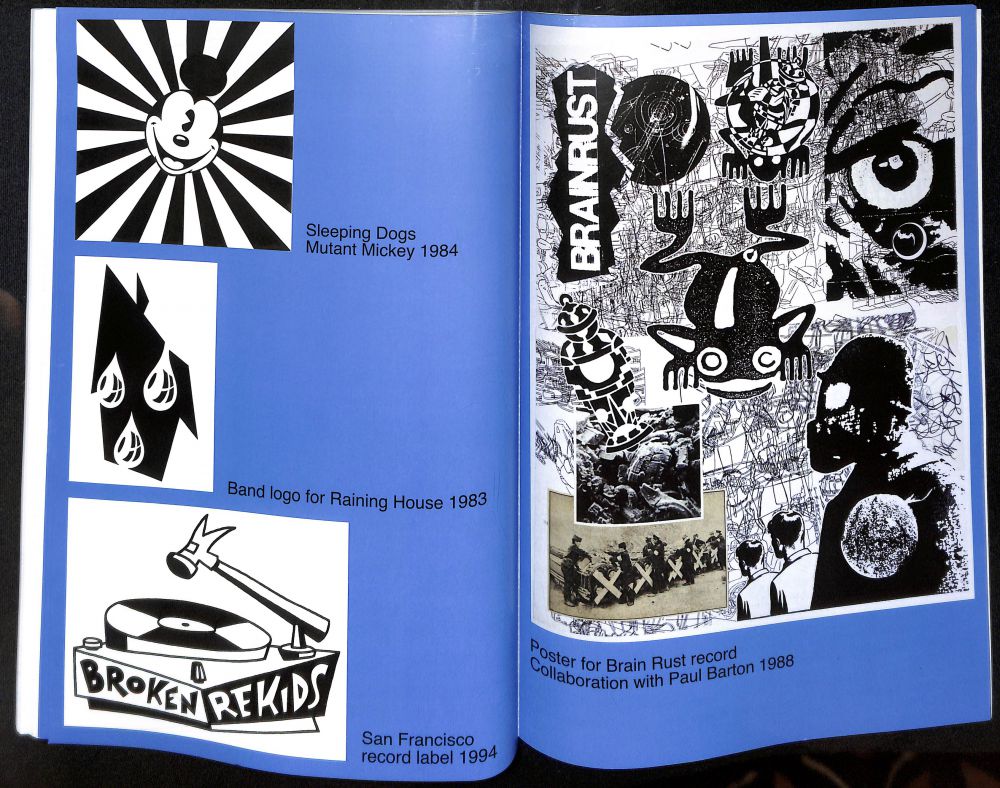 Sleeping Dogs
Mutant Mickey 1984
Band logo for Raining House 1983
BROKEN REKIDS
San Francisco
record label 1994
BRAINRUST
Poster for Brain Rust record
Collaboration with Paul Barton 1988